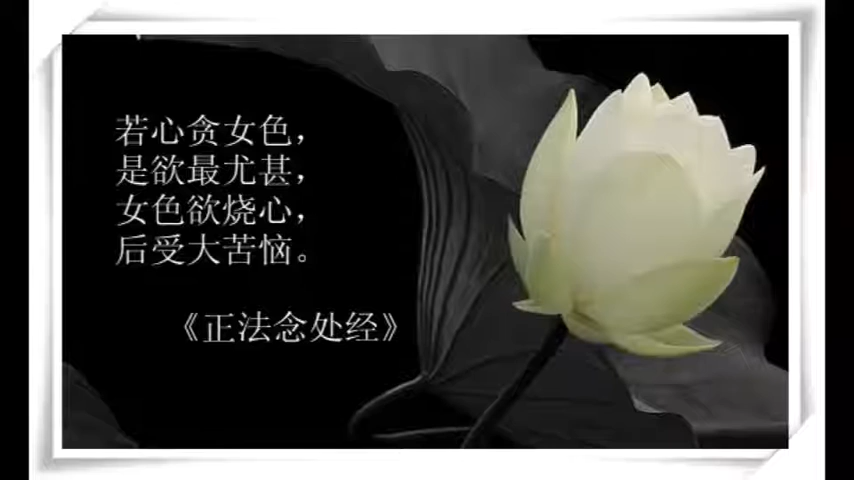 若心贪女色，
是欲最尤甚，
女色欲烧心，
后受大苦恼。
《正法念处经》